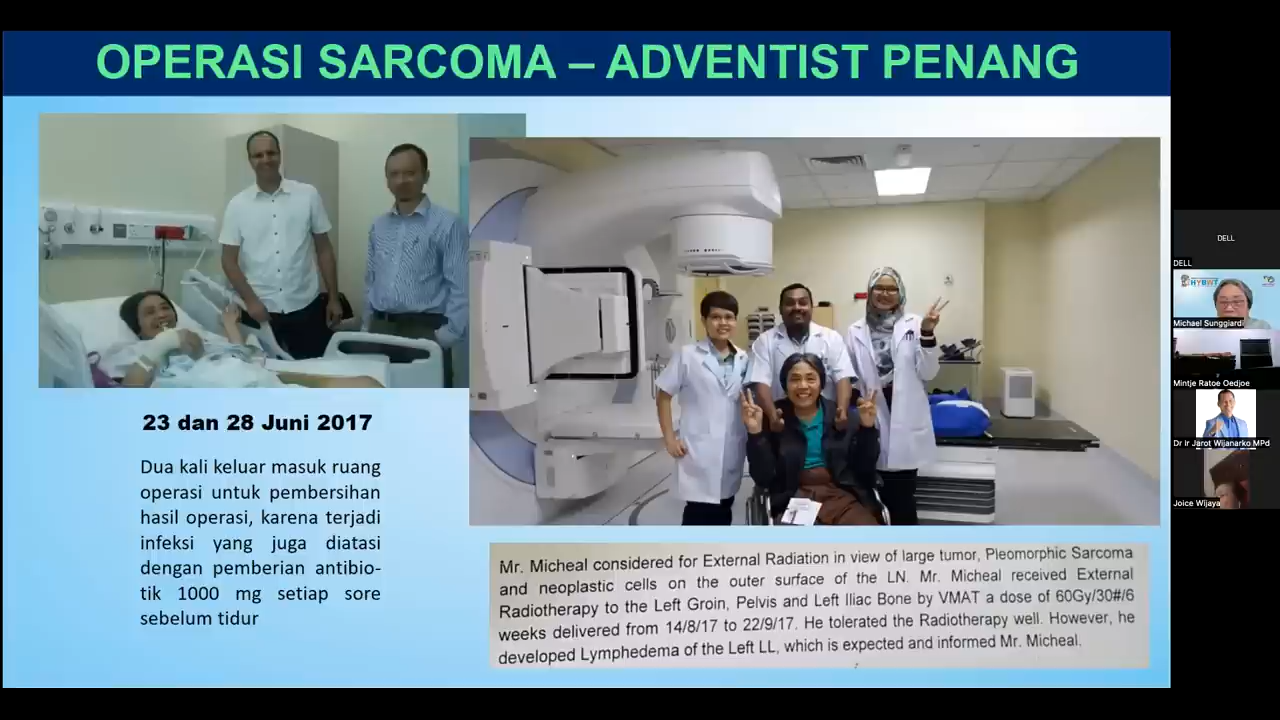 OPERASI SARCOMA – ADVENTIST PENANG
23 dan 28 Juni 2017
Dua kali keluar masuk ruang
operasi untuk pembersihan
hasil operasi, karena terjadi
infeksi yang juga diatasi
dengan pemberian antibio-
tik 1000 mg setiap sore
sebelum tidur
Mr. Micheal considered for External Radiation in view of large tumor, Pleomorphic Sarcoma
and neoplastic cells on the outer surface of the LN. Mr. Micheal received External
Radiotherapy to the Left Groin, Pelvis and Left Iliac Bone by VMAT a dose of 60Gy/30#/6
weeks delivered from 14/8/17 to 22/9/17. He tolerated the Radiotherapy well. However, he
developed Lymphedema of the Left LL, which is expected and informed Mr. Micheal.
DELL
DELL
HYBWT
Michael Sunggiardi
Mintje Ratoe Oedjoe
Dr Ir Jarot Wijanarko MPd
Joice Wijaya